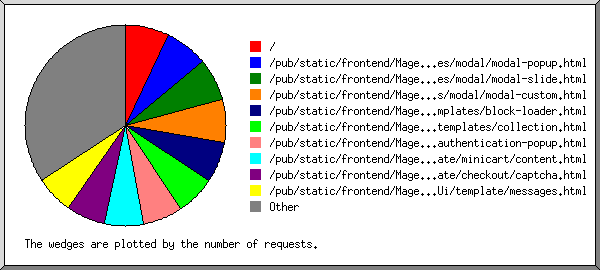 /
/pub/static/frontend/Mage...es/modal/modal-popup.html
/pub/static/frontend/Mage...es/modal/modal-slide.html
/pub/static/frontend/Mage...s/modal/modal-custom.html
/pub/static/frontend/Mage...mplates/block-loader.html
/pub/static/frontend/Mage...templates/collection.html
/pub/static/frontend/Mage...authentication-popup.html
/pub/static/frontend/Mage...ate/minicart/content.html
/pub/static/frontend/Mage...ate/checkout/captcha.html
/pub/static/frontend/Mage...Ui/template/messages.html
Other
The wedges are plotted by the number of requests.